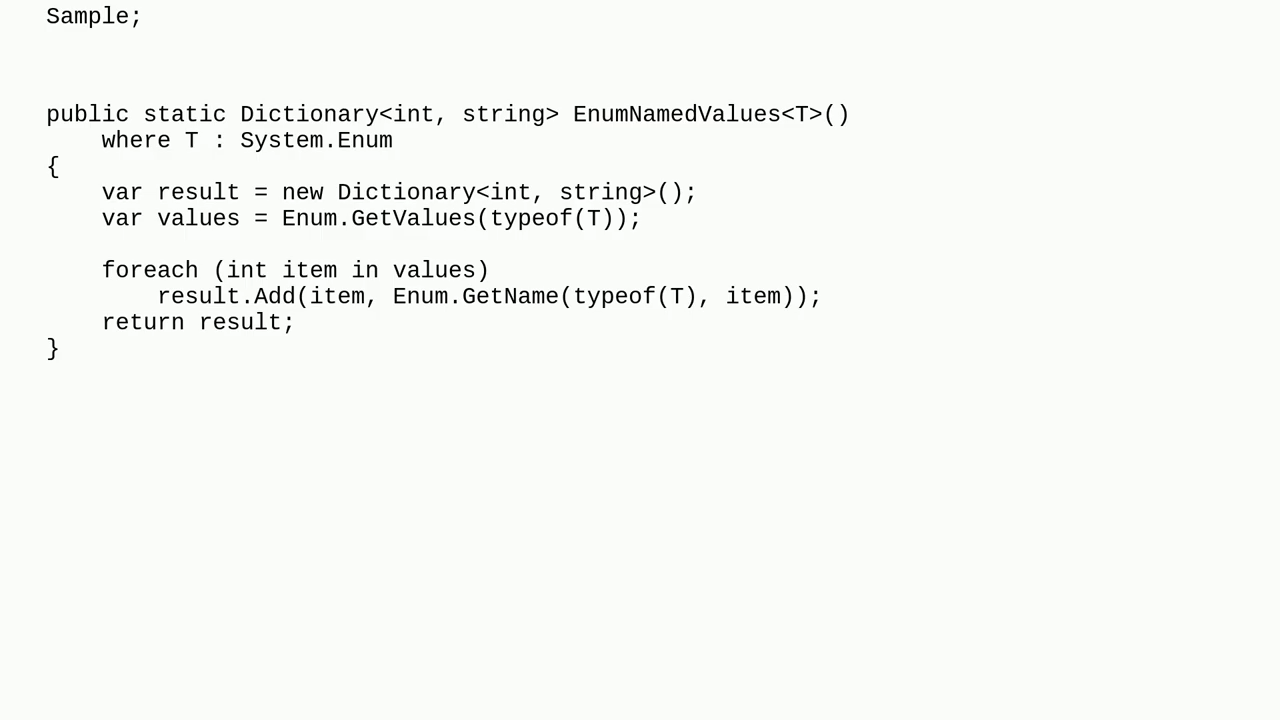 Sample;
public static Dictionary<int, string> EnumNamedValues<T>()
    where T : System.Enum
{
    var result = new Dictionary<int, string>();
    var values = Enum.GetValues(typeof(T));
    foreach (int item in values)
        result.Add(item, Enum.GetName(typeof(T), item));
    return result;
}